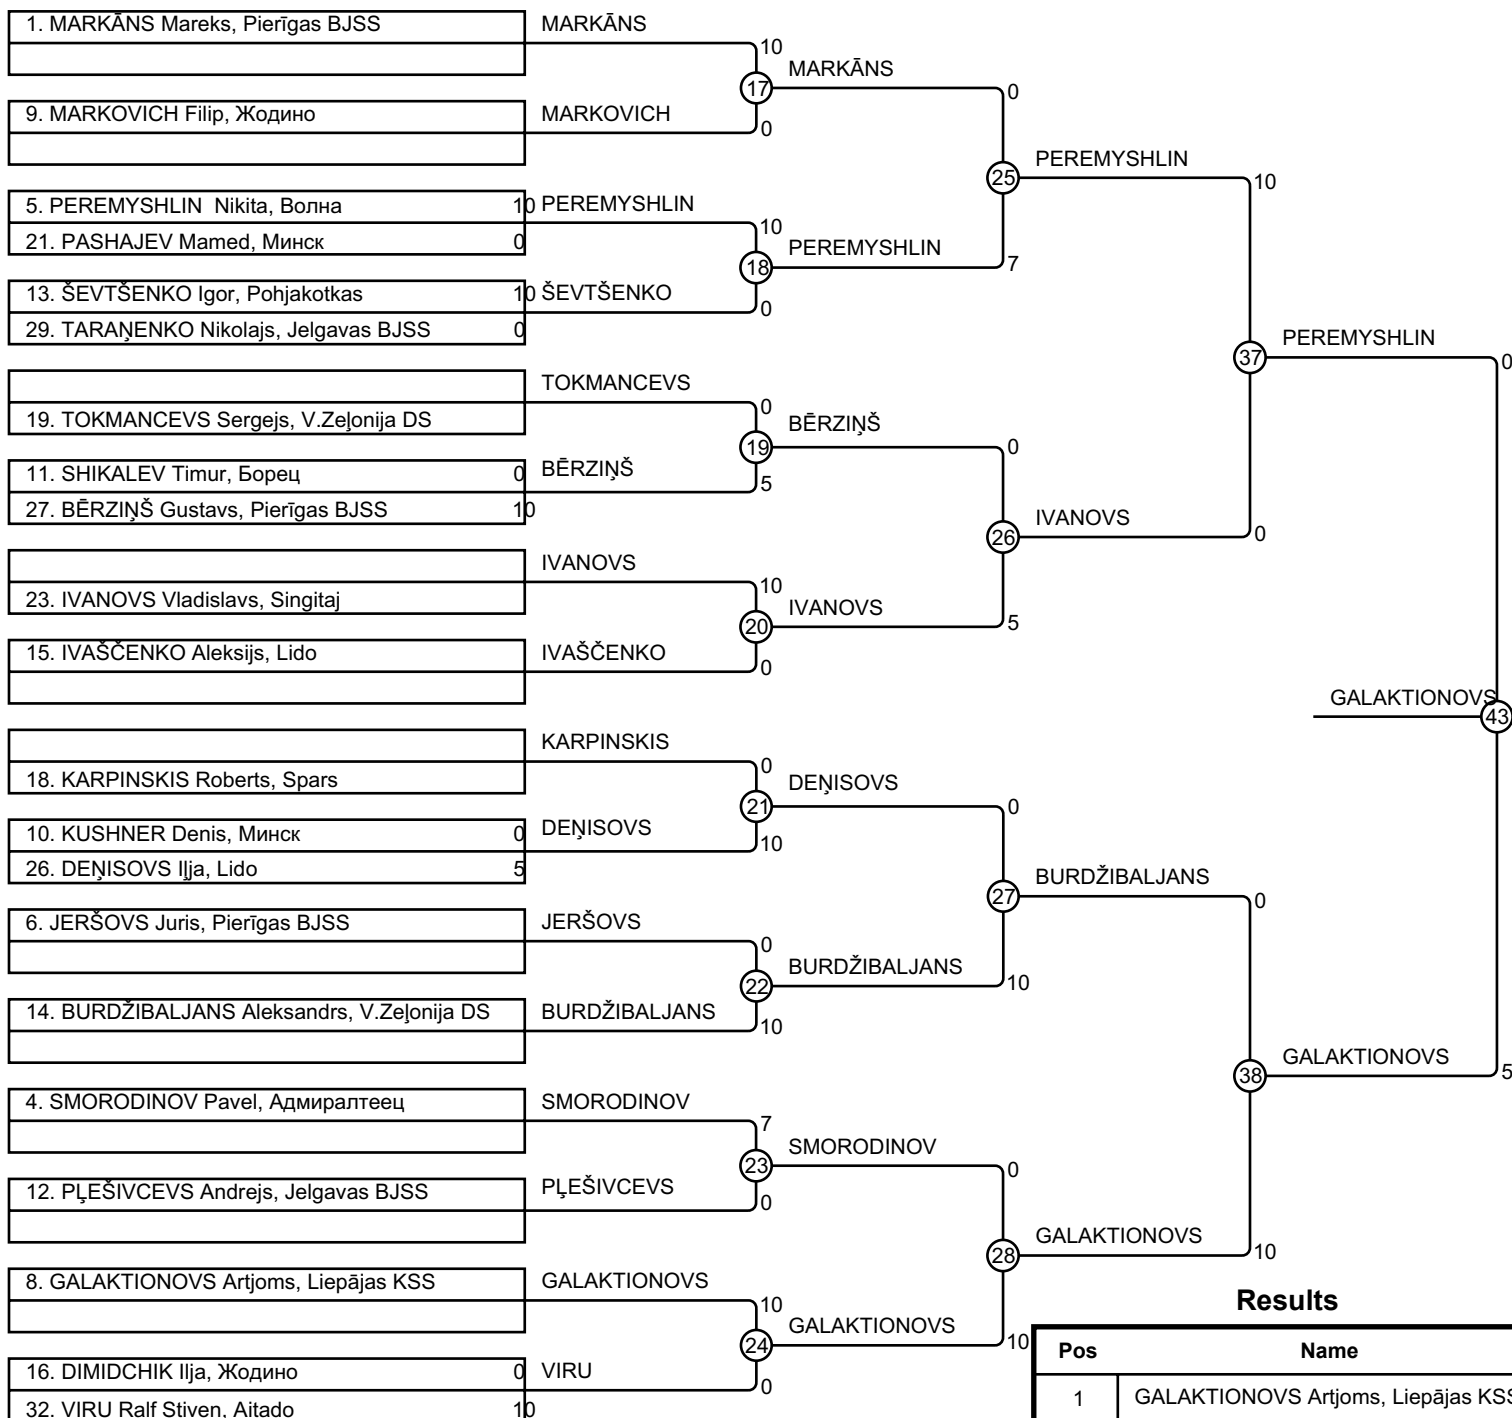 1. MARKĀNS Mareks, Pierīgas BJSS
MARKĀNS
10
17
MARKĀNS
0
9. MARKOVICH Filip, Жодино
MARKOVICH
0
25
PEREMYSHLIN
10
5. PEREMYSHLIN Nikita, Волна 10
PEREMYSHLIN
21. PASHAJEV Mamed, Минск 0
10
18
PEREMYSHLIN
7
13. ŠEVTŠENKO Igor, Pohjakotkas 10
ŠEVTŠENKO
0
29. TARAŅENKO Nikolajs, Jelgavas BJSS 0
37
PEREMYSHLIN
0
TOKMANCEVS
19. TOKMANCEVS Sergejs, V.Zeļonija DS
0
19
BĒRZIŅŠ
0
11. SHIKALEV Timur, Борец 0
BĒRZIŅŠ
5
27. BĒRZIŅŠ Gustavs, Pierīgas BJSS 10
26
IVANOVS
0
IVANOVS
23. IVANOVS Vladislavs, Singitaj
10
20
IVANOVS
5
15. IVAŠČENKO Aleksijs, Lido
IVAŠČENKO
0
GALAKTIONOVS
43
KARPINSKIS
18. KARPINSKIS Roberts, Spars
0
21
DEŅISOVS
0
10. KUSHNER Denis, Минск 0
DEŅISOVS
10
26. DEŅISOVS Iļja, Lido 5
27
BURDŽIBALJANS
0
6. JERŠOVS Juris, Pierīgas BJSS
JERŠOVS
0
22
BURDŽIBALJANS
10
14. BURDŽIBALJANS Aleksandrs, V.Zeļonija DS
BURDŽIBALJANS
10
38
GALAKTIONOVS
5
4. SMORODINOV Pavel, Адмиралтеец
SMORODINOV
7
23
SMORODINOV
0
12. PĻEŠIVCEVS Andrejs, Jelgavas BJSS
PĻEŠIVCEVS
0
28
GALAKTIONOVS
10
8. GALAKTIONOVS Artjoms, Liepājas KSS
GALAKTIONOVS
10
24
GALAKTIONOVS
10
16. DIMIDCHIK Ilja, Жодино 0
VIRU
0
32. VIRU Ralf Stiven, Aitado 10
Results
Pos Name
1 GALAKTIONOVS Artjoms, Liepājas KSS